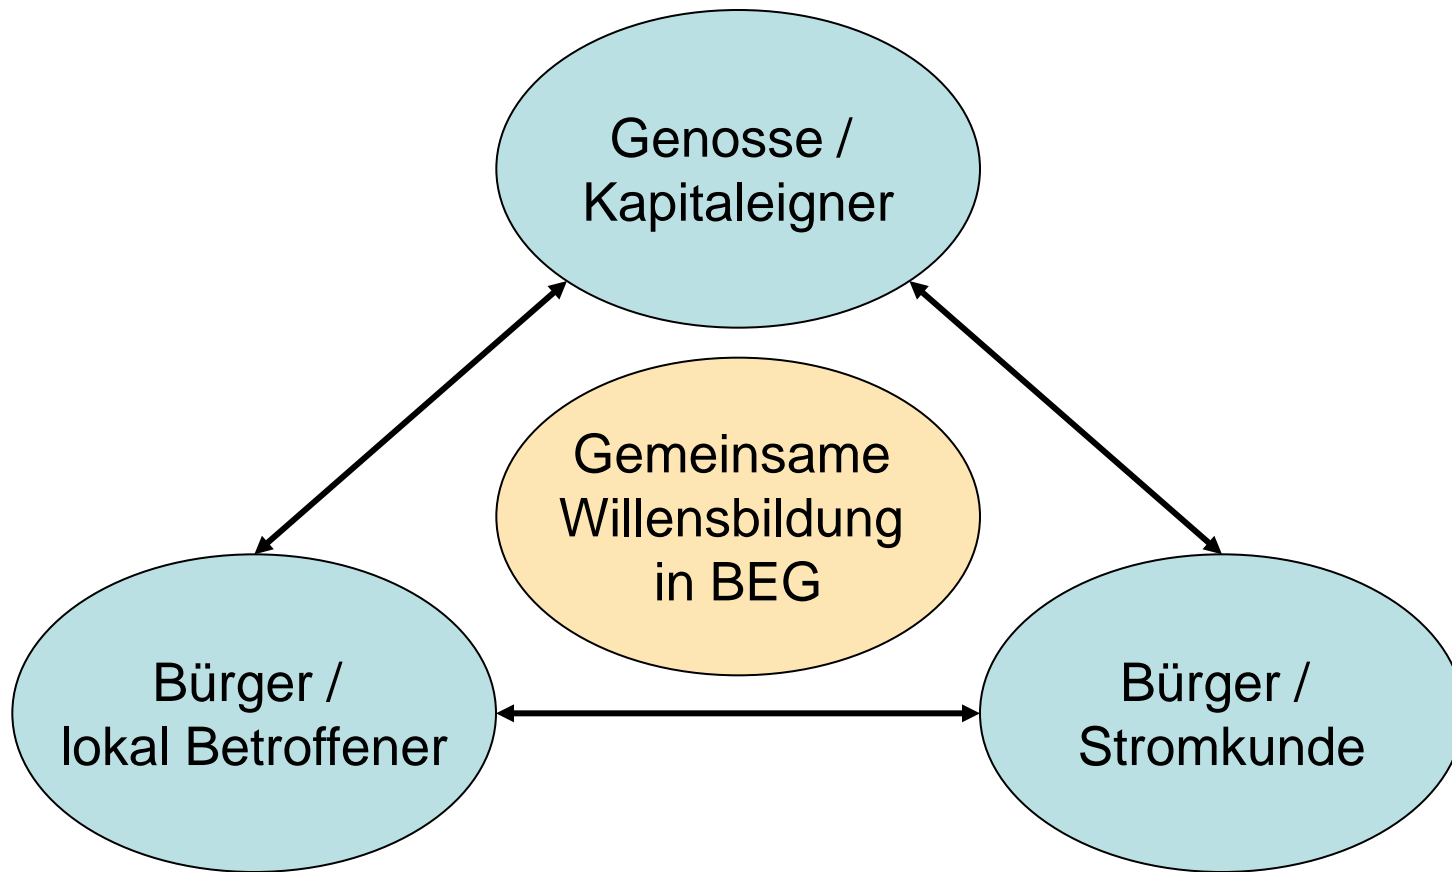 Genosse /
Kapitaleigner
Gemeinsame
Willensbildung
in BEG
Bürger /
lokal Betroffener
Bürger /
Stromkunde